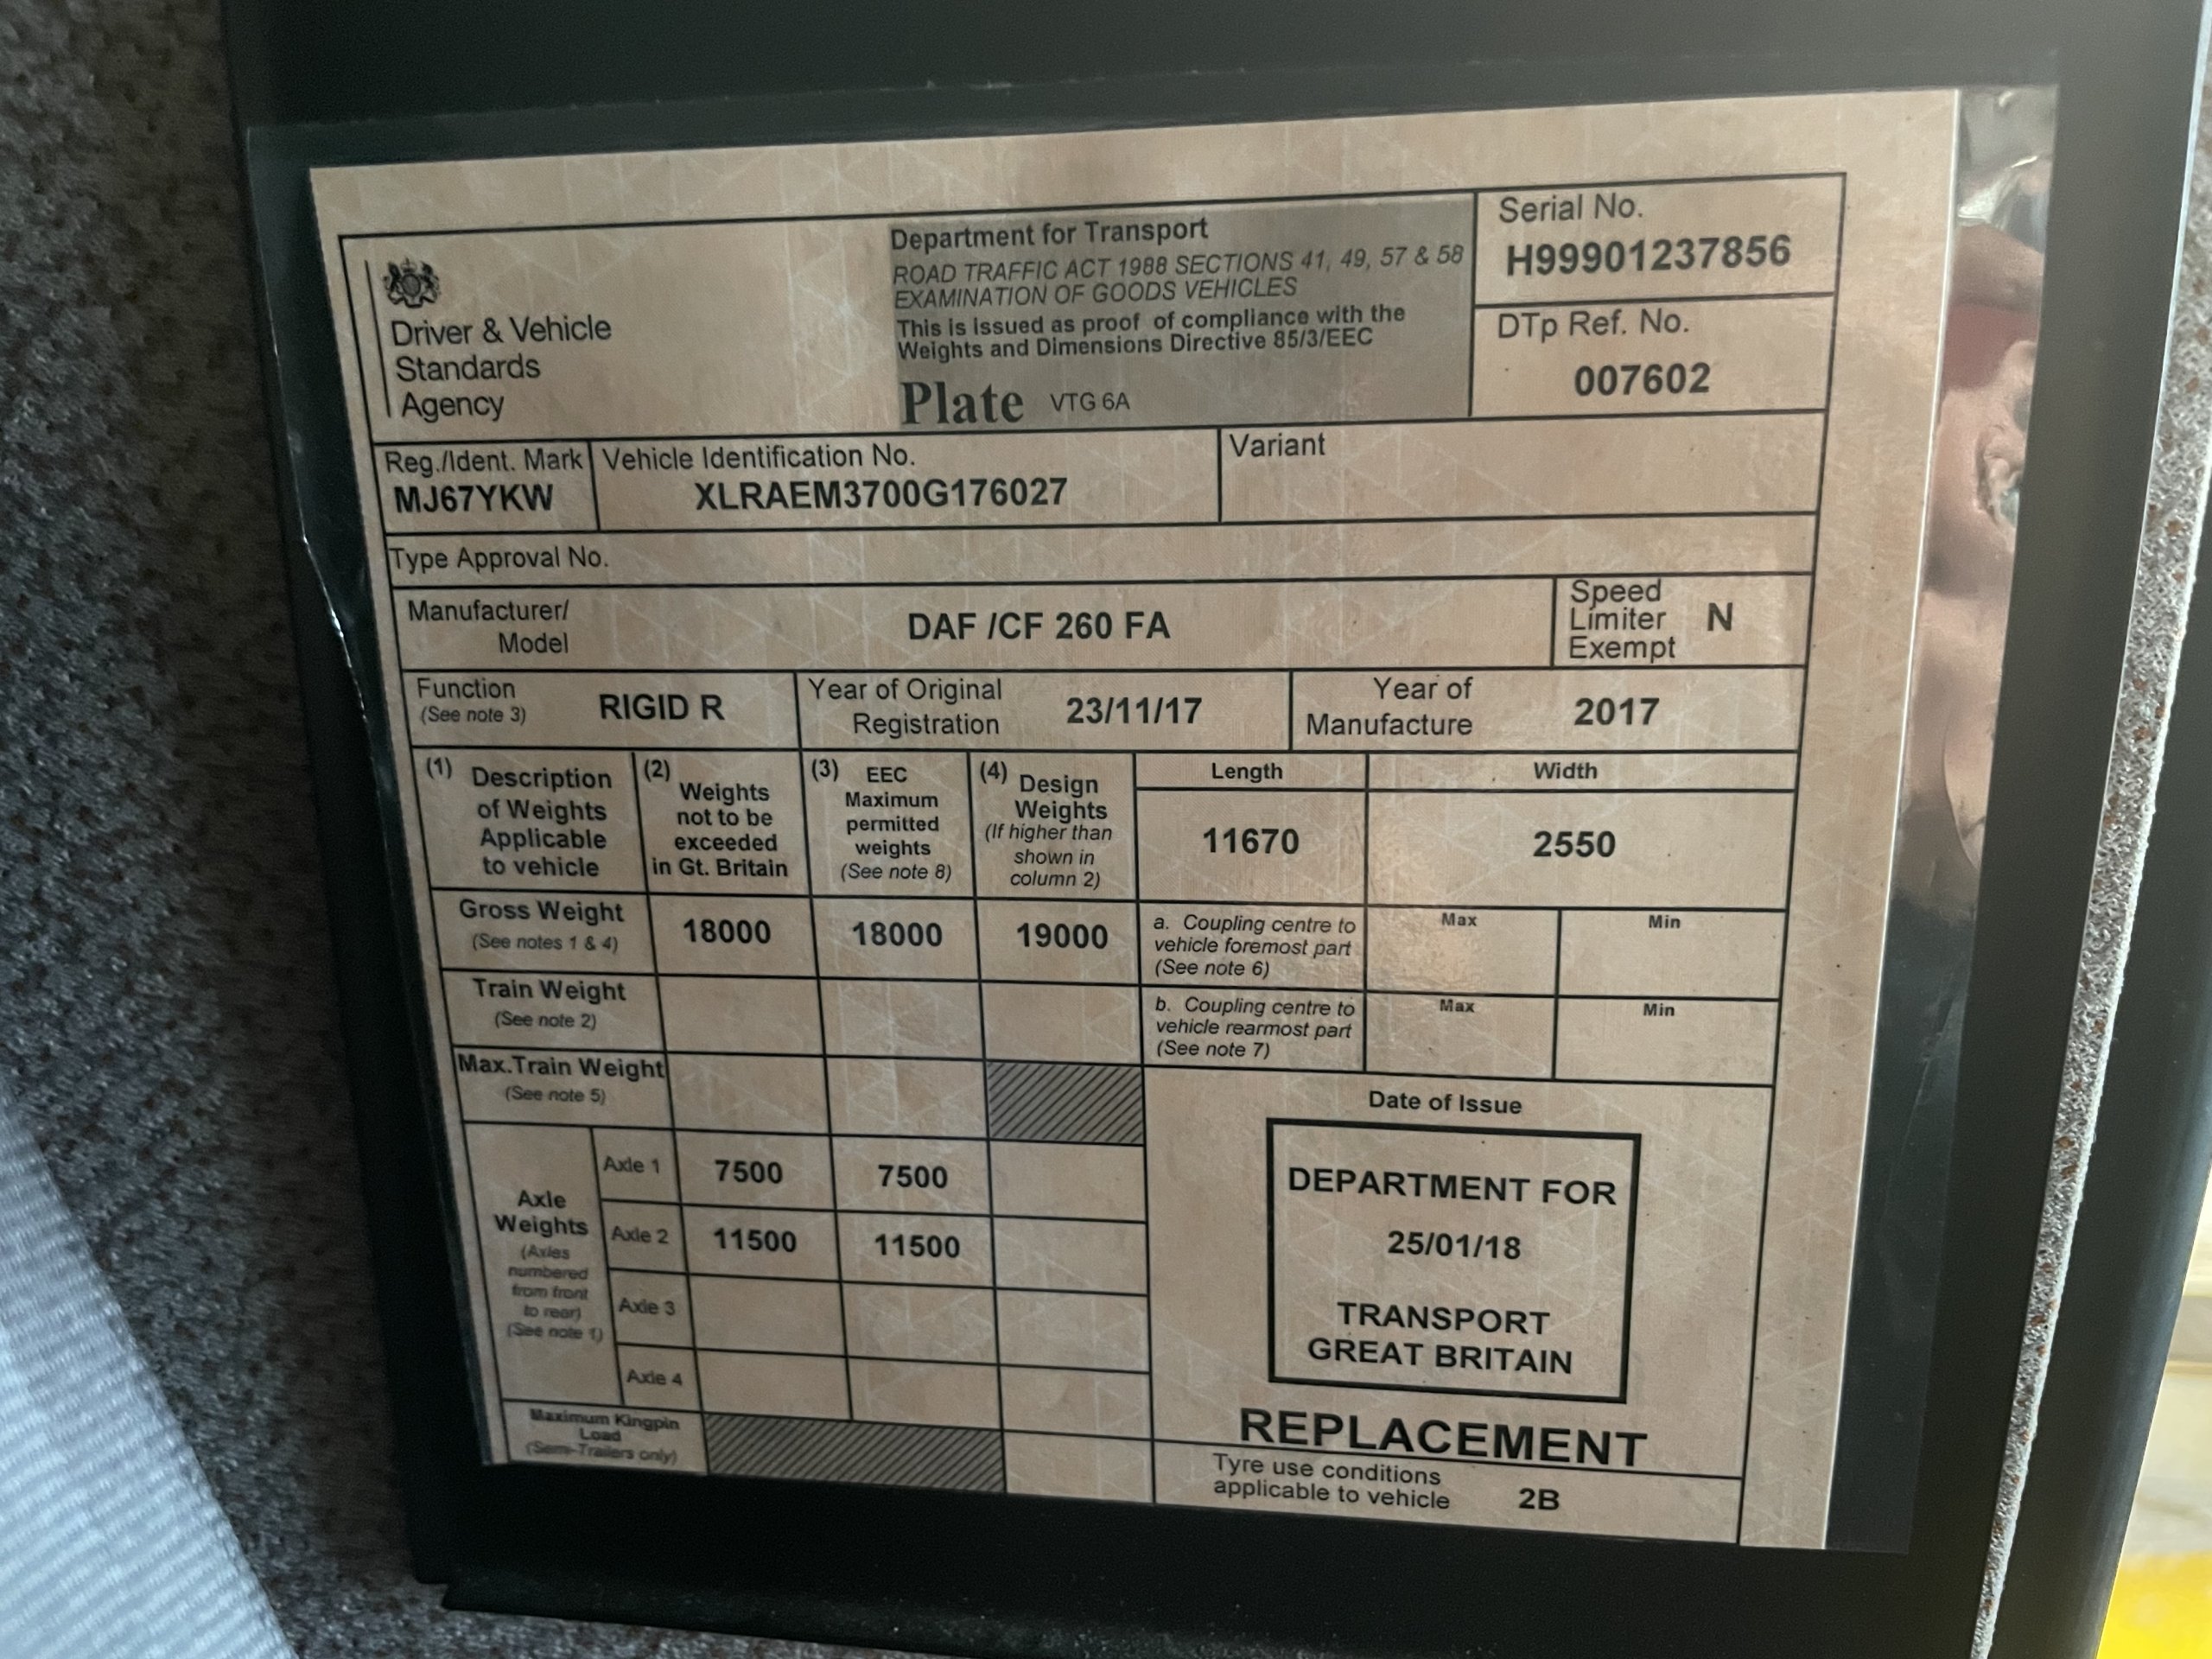 Driver & Vehicle
Standards
Agency
Department for Transport
ROAD TRAFFIC ACT 1988 SECTIONS 41, 49, 57 & 58
EXAMINATION OF GOODS VEHICLES
This is issued as proof of compliance with the
Weights and Dimensions Directive 85/3/EEC
Plate VTG 6A
Serial No.
H99901237856
DTp Ref. No.
007602
Reg./Ident. Mark
MJ67YKW
Vehicle Identification No.
XLRAEM3700G176027
Variant
Type Approval No.
Manufacturer/
Model
DAF /CF 260 FA
Speed
Limiter
Exempt
N
Function
(See note 3)
RIGID R
Year of Original
Registration
23/11/17
Year of
Manufacture
2017
(1) Description
of Weights
Applicable
to vehicle
(2) Weights
not to be
exceeded
in Gt. Britain
(3) EEC
Maximum
permitted
weights
(See note 8)
(4) Design
Weights
(If higher than
shown in
column 2)
Length
11670
Width
2550
Gross Weight
(See notes 1 & 4)
18000
18000
19000
a. Coupling centre to
vehicle foremost part
(See note 6)
Max
Min
Train Weight
(See note 2)
b. Coupling centre to
vehicle rearmost part
(See note 7)
Max
Min
Max.Train Weight
(See note 5)
Axle
Weights
(Axles
numbered
from front
to rear)
(See note 1)
Axle 1
7500
7500
Axle 2
11500
11500
Axle 3
Axle 4
Maximum Kingpin
Load
(Semi-Trailers only)
Date of Issue
DEPARTMENT FOR
25/01/18
TRANSPORT
GREAT BRITAIN
REPLACEMENT
Tyre use conditions
applicable to vehicle
2B